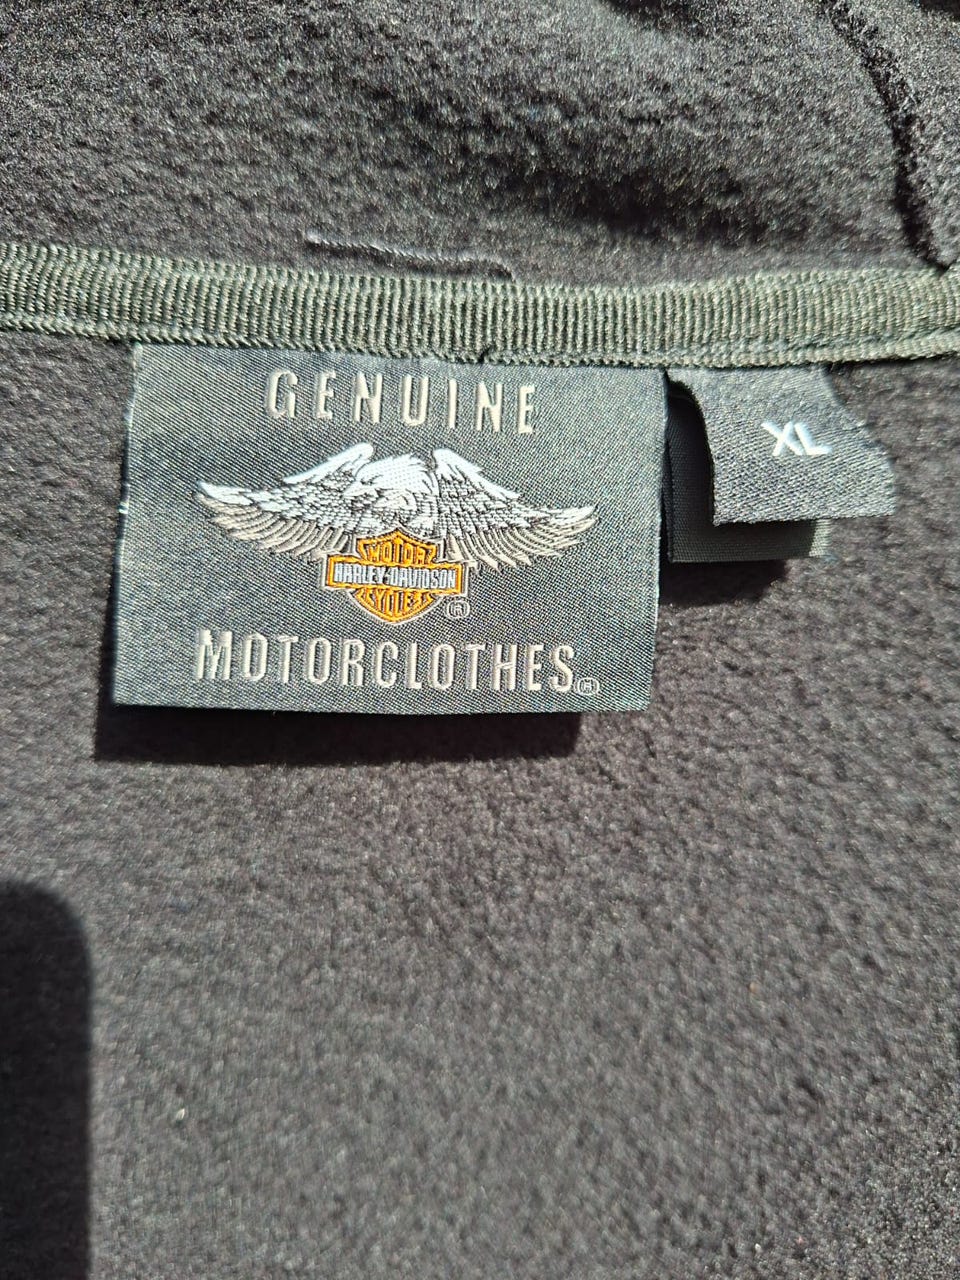 GENUINE
MOTOR
HARLEY-DAVIDSON
CYCLES
®
MOTORCLOTHES®
XL